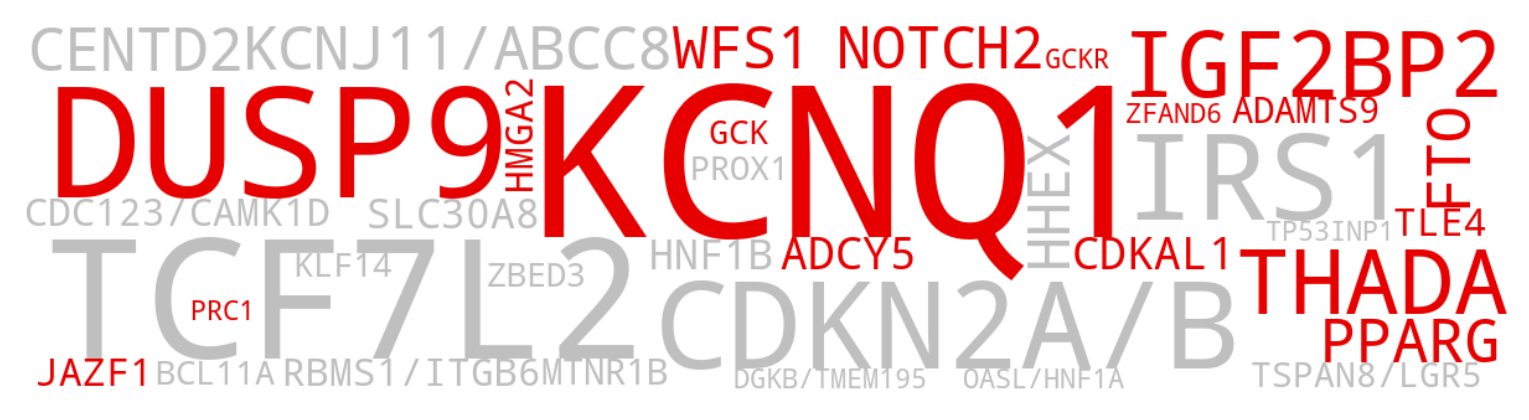 CENTD2
KCNJ11/ABCC8
WFS1
NOTCH2
GCKR
IGF2BP2
DUSP9
HMGA2
KCNQ1
GCK
PROX1
ZFAND6
ADAMTS9
FTO
HHEX
IRS1
CDC123/CAMK1D
SLC30A8
TP53INP1
TLE4
TCF7L2
KLF14
ZBED3
HNF1B
ADCY5
CDKAL1
THADA
PRC1
CDKN2A/B
PPARG
JAZF1
BCL11A
RBMS1/ITGB6
MTNR1B
DGKB/TMEM195
OASL/HNF1A
TSPAN8/LGR5